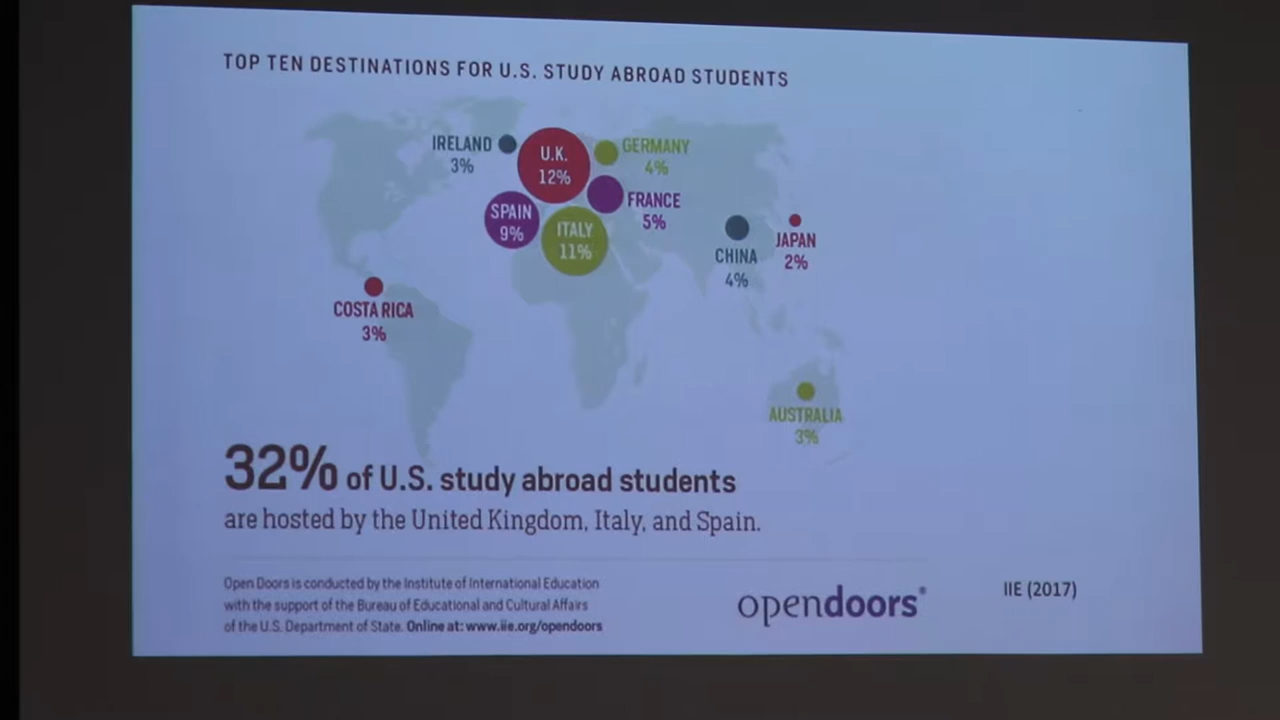 TOP TEN DESTINATIONS FOR U.S. STUDY ABROAD STUDENTS
IRELAND
3%
U.K.
12%
GERMANY
4%
FRANCE
5%
SPAIN
9%
ITALY
11%
CHINA
4%
JAPAN
2%
COSTA RICA
3%
AUSTRALIA
3%
32% of U.S. study abroad students
are hosted by the United Kingdom, Italy, and Spain.
Open Doors is conducted by the Institute of International Education
with the support of the Bureau of Educational and Cultural Affairs
of the U.S. Department of State. Online at: www.iie.org/opendoors
opendoors®
IIE (2017)